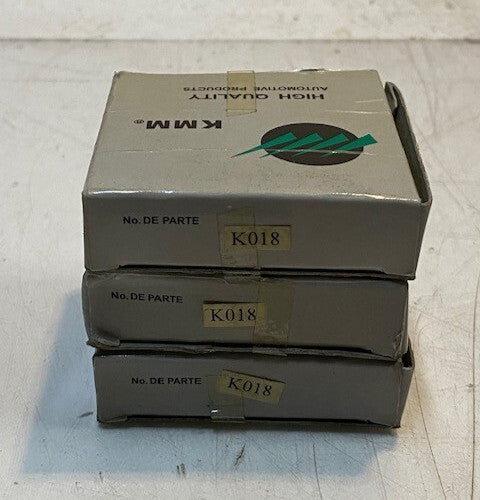 HIGH QUALITY
AUTOMOTIVE PRODUCTS
KMM®
No. DE PARTE K018
No. DE PARTE K018
No. DE PARTE K018